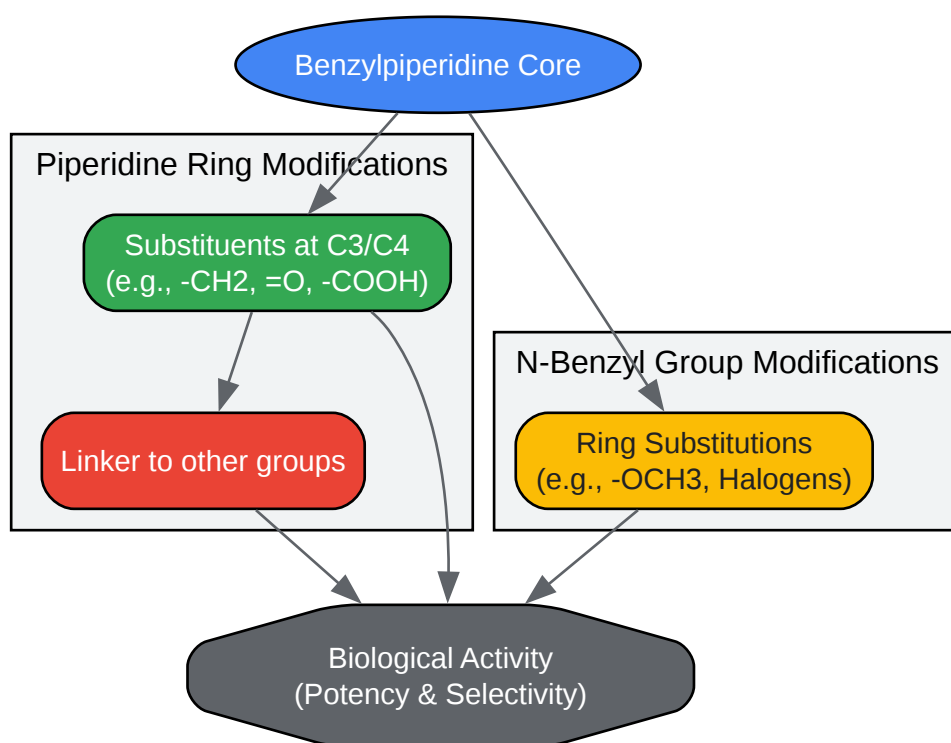 Benzylpiperidine Core
Piperidine Ring Modifications
Substituents at C3/C4
(e.g., -CH2, =O, -COOH)
Linker to other groups
N-Benzyl Group Modifications
Ring Substitutions
(e.g., -OCH3, Halogens)
Biological Activity
(Potency & Selectivity)